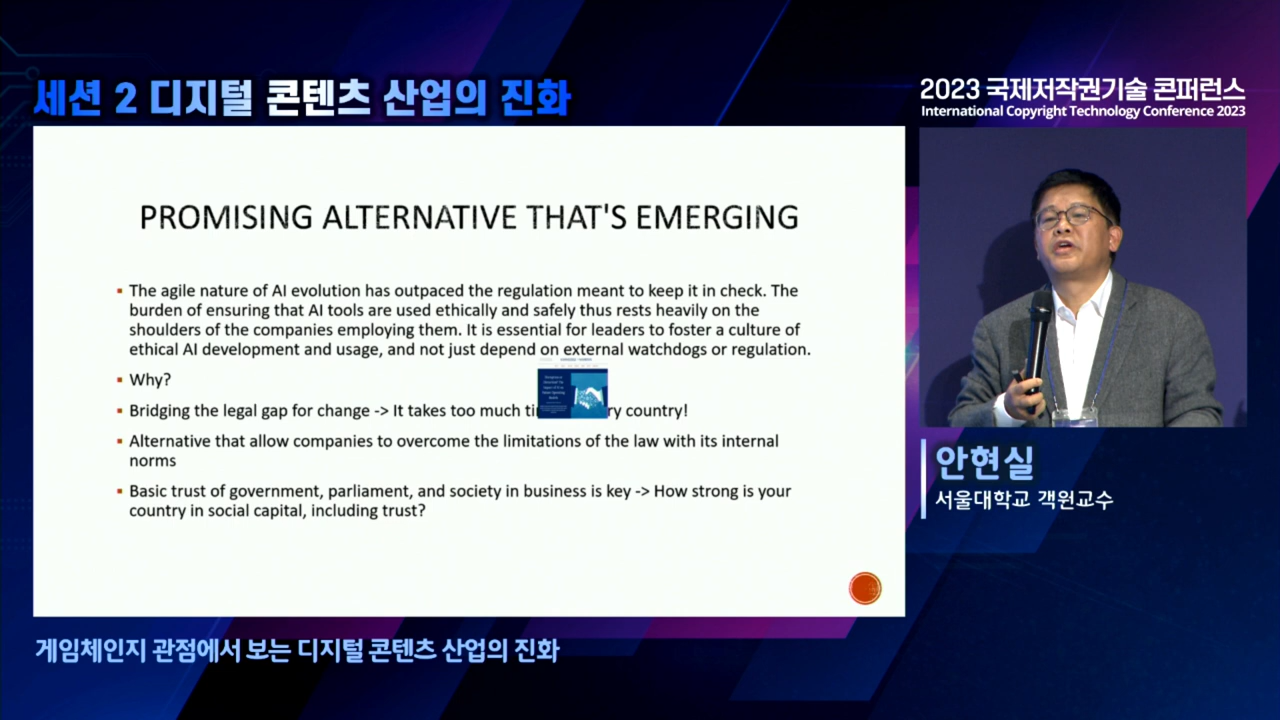 세션 2 디지털 콘텐츠 산업의 진화
2023 국제저작권기술 콘퍼런스
International Copyright Technology Conference 2023
PROMISING ALTERNATIVE THAT'S EMERGING
▪ The agile nature of AI evolution has outpaced the regulation meant to keep it in check. The
burden of ensuring that AI tools are used ethically and safely thus rests heavily on the
shoulders of the companies employing them. It is essential for leaders to foster a culture of
ethical AI development and usage, and not just depend on external watchdogs or regulation.
▪ Why?
▪ Bridging the legal gap for change -> It takes too much country!
▪ Alternative that allow companies to overcome the limitations of the law with its internal
norms
▪ Basic trust of government, parliament, and society in business is key -> How strong is your
country in social capital, including trust?
안현실
서울대학교 객원교수
게임체인지 관점에서 보는 디지털 콘텐츠 산업의 진화